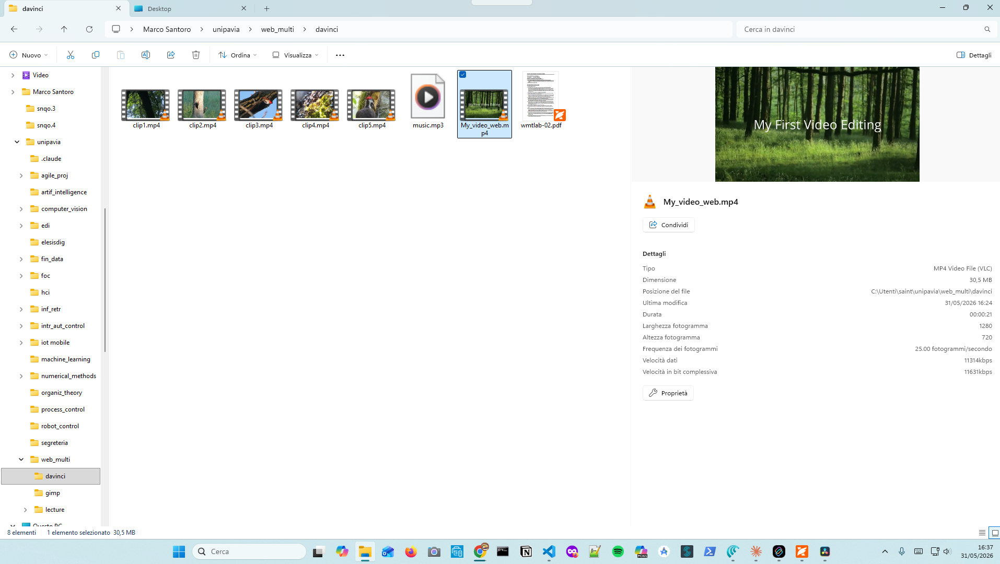 davinci
Desktop
Marco Santoro
unipavia
web_multi
davinci
Cerca in davinci
Nuovo
Ordina
Visualizza
Dettagli
Video
Marco Santoro
snqo.3
snqo.4
unipavia
.claude
agile_proj
artif_intelligence
computer_vision
edi
elesisdig
fin_data
foc
hci
inf_retr
intr_aut_control
iot mobile
machine_learning
numerical_methods
organiz_theory
process_control
robot_control
segreteria
web_multi
davinci
gimp
lecture
Questo PC
clip1.mp4
clip2.mp4
clip3.mp4
clip4.mp4
clip5.mp4
music.mp3
My First Video Editing
My_video_web.m
p4
wmtlab-02.pdf
My First Video Editing
My_video_web.mp4
Condividi
Dettagli
Tipo MP4 Video File (VLC)
Dimensione 30,5 MB
Posizione del file C:\Utenti\saint\unipavia\web_multi\davinci
Ultima modifica 31/05/2026 16:24
Durata 00:00:21
Larghezza fotogramma 1280
Altezza fotogramma 720
Frequenza dei fotogrammi 25.00 fotogrammi/secondo
Velocità dati 11314kbps
Velocità in bit complessiva 11631kbps
Proprietà
8 elementi
1 elemento selezionato 30,5 MB
Cerca
M365
16:37
31/05/2026